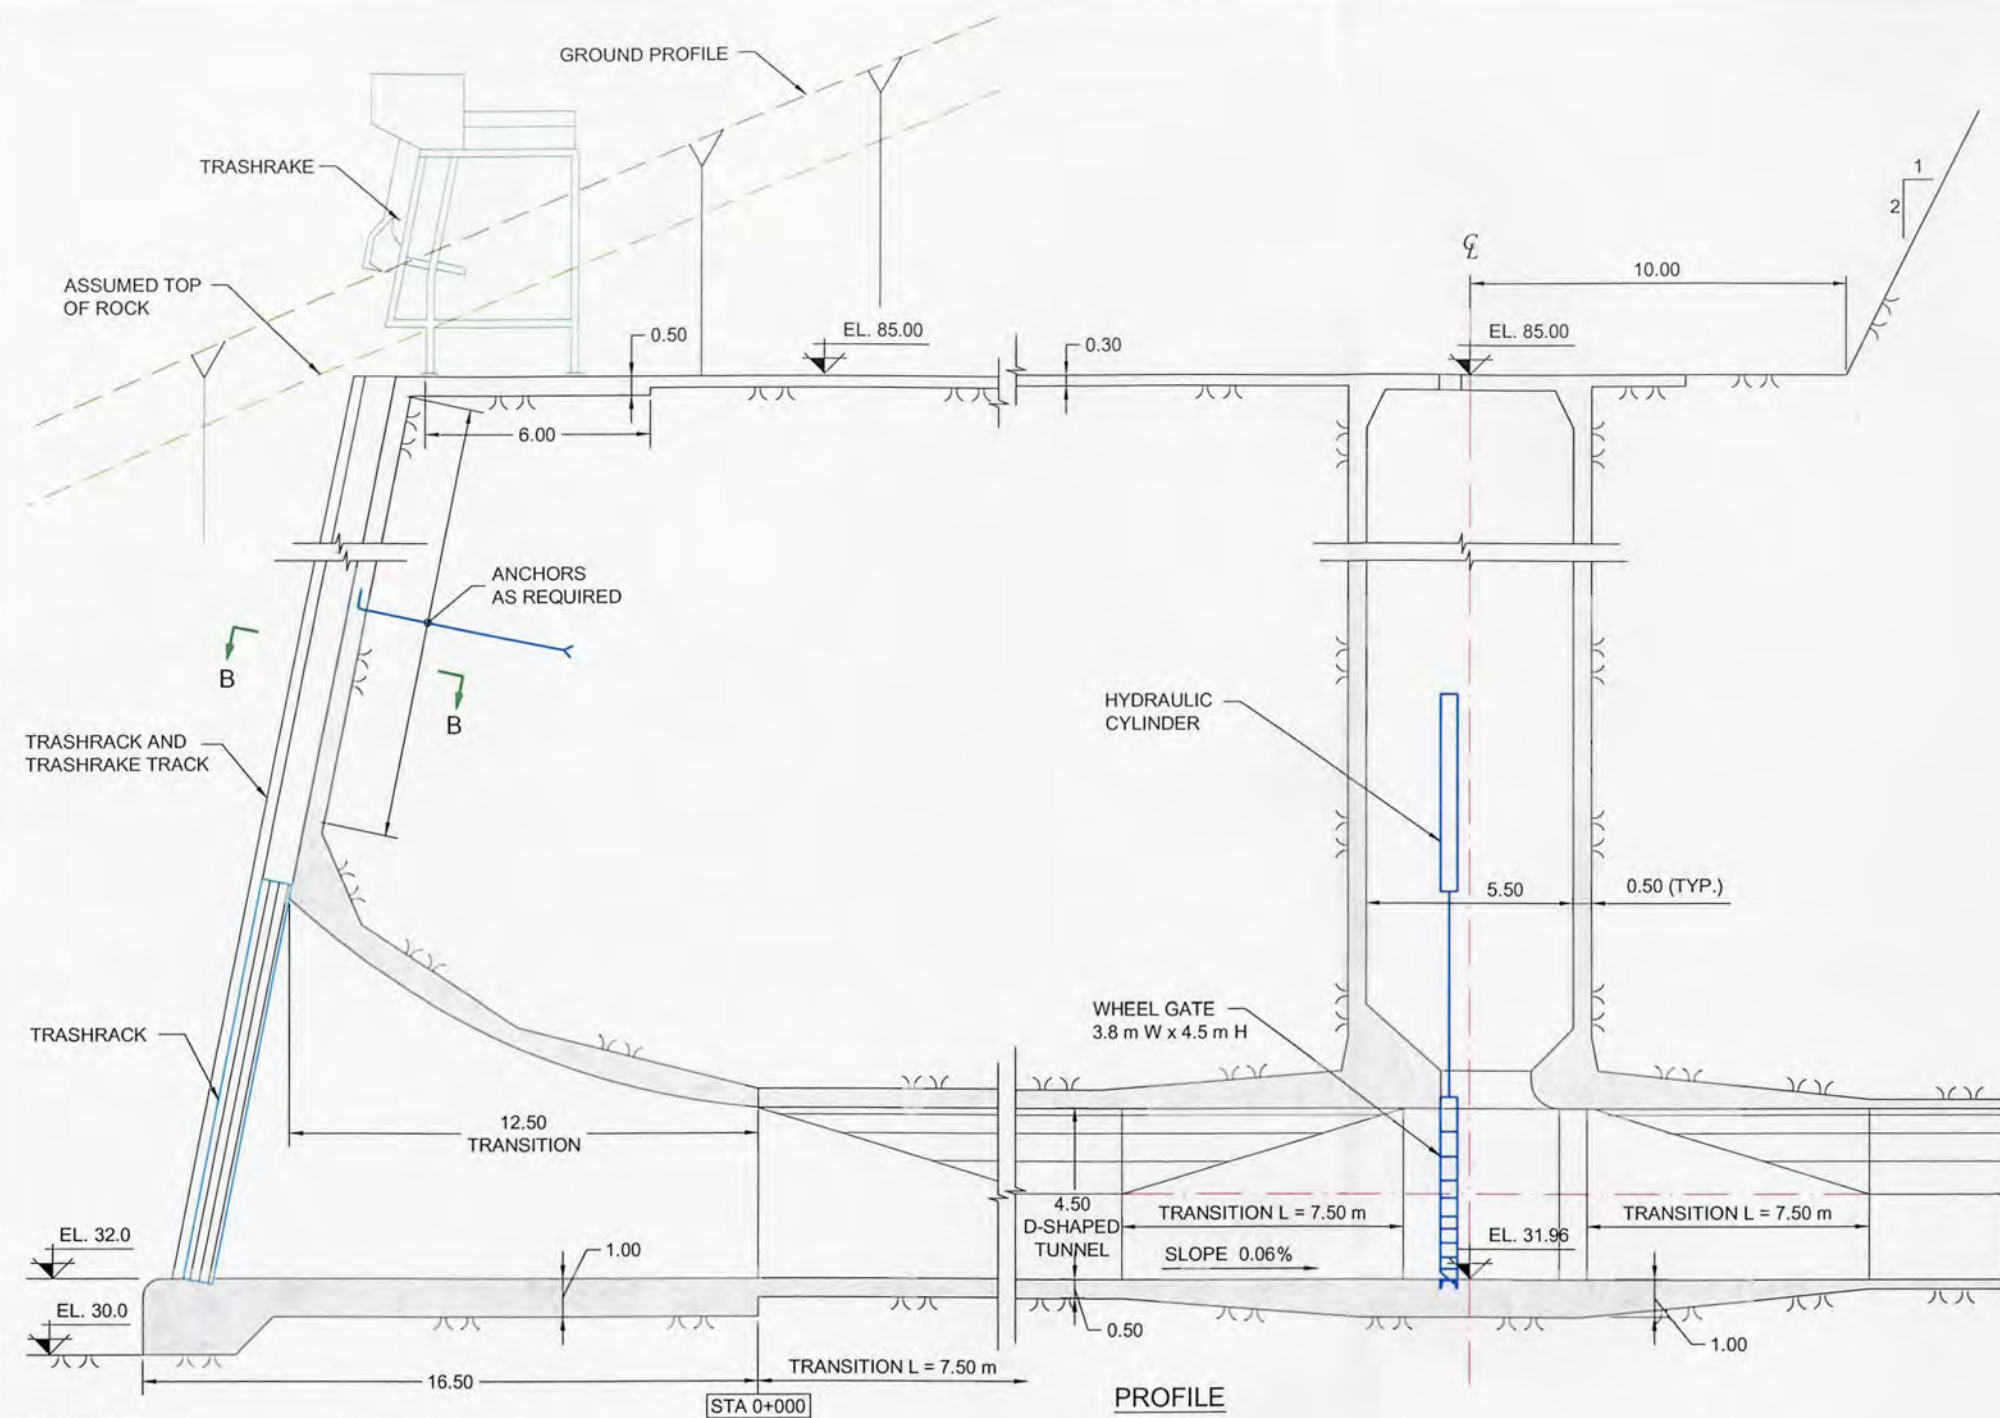 GROUND PROFILE
TRASHRAKE
1
2
℄
10.00
ASSUMED TOP
OF ROCK
0.50
EL. 85.00
0.30
EL. 85.00
6.00
ANCHORS
AS REQUIRED
B
B
HYDRAULIC
CYLINDER
TRASHRACK AND
TRASHRAKE TRACK
5.50
0.50 (TYP.)
WHEEL GATE
3.8 m W x 4.5 m H
TRASHRACK
12.50
TRANSITION
4.50
D-SHAPED
TUNNEL
TRANSITION L = 7.50 m
TRANSITION L = 7.50 m
EL. 32.0
1.00
SLOPE 0.06%
EL. 31.96
EL. 30.0
0.50
1.00
16.50
TRANSITION L = 7.50 m
STA 0+000
PROFILE